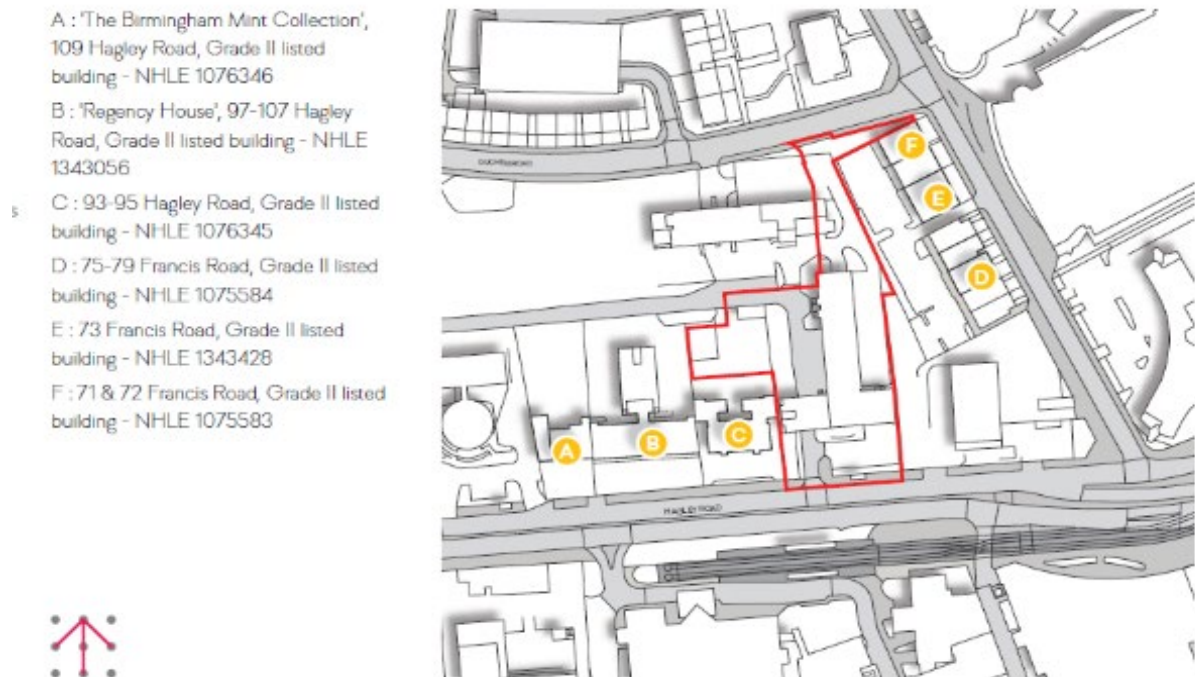 A : 'The Birmingham Mint Collection',
109 Hagley Road, Grade II listed
building - NHLE 1076346
B : 'Regency House', 97-107 Hagley
Road, Grade II listed building - NHLE
1343056
C : 93-95 Hagley Road, Grade II listed
building - NHLE 1076345
D : 75-79 Francis Road, Grade II listed
building - NHLE 1075584
E : 73 Francis Road, Grade II listed
building - NHLE 1343428
F : 71 & 72 Francis Road, Grade II listed
building - NHLE 1075583
s
F
E
D
C
B
A
HAGLEY ROAD